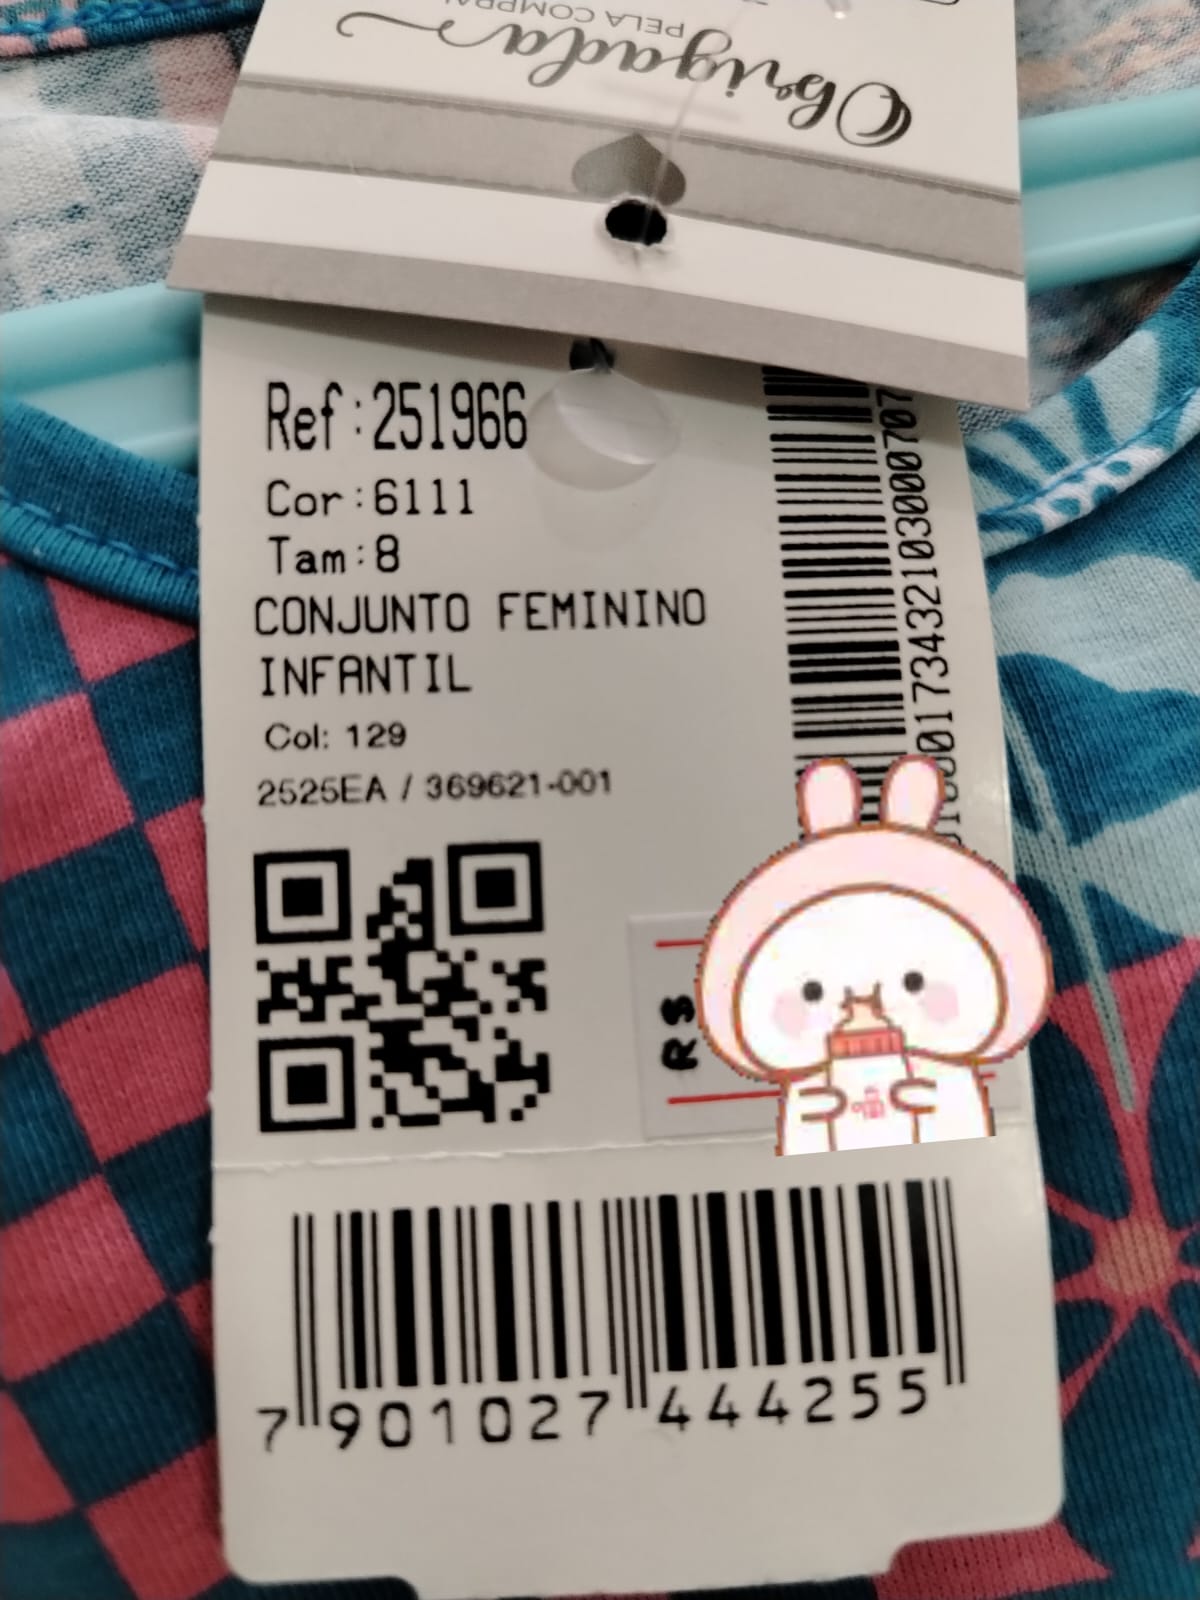 Obrigada
PELA COMPRA
Ref:251966
Cor:6111
Tam:8
CONJUNTO FEMININO
INFANTIL
Col: 129
2525EA / 369621-001
R$
7 901027 444255